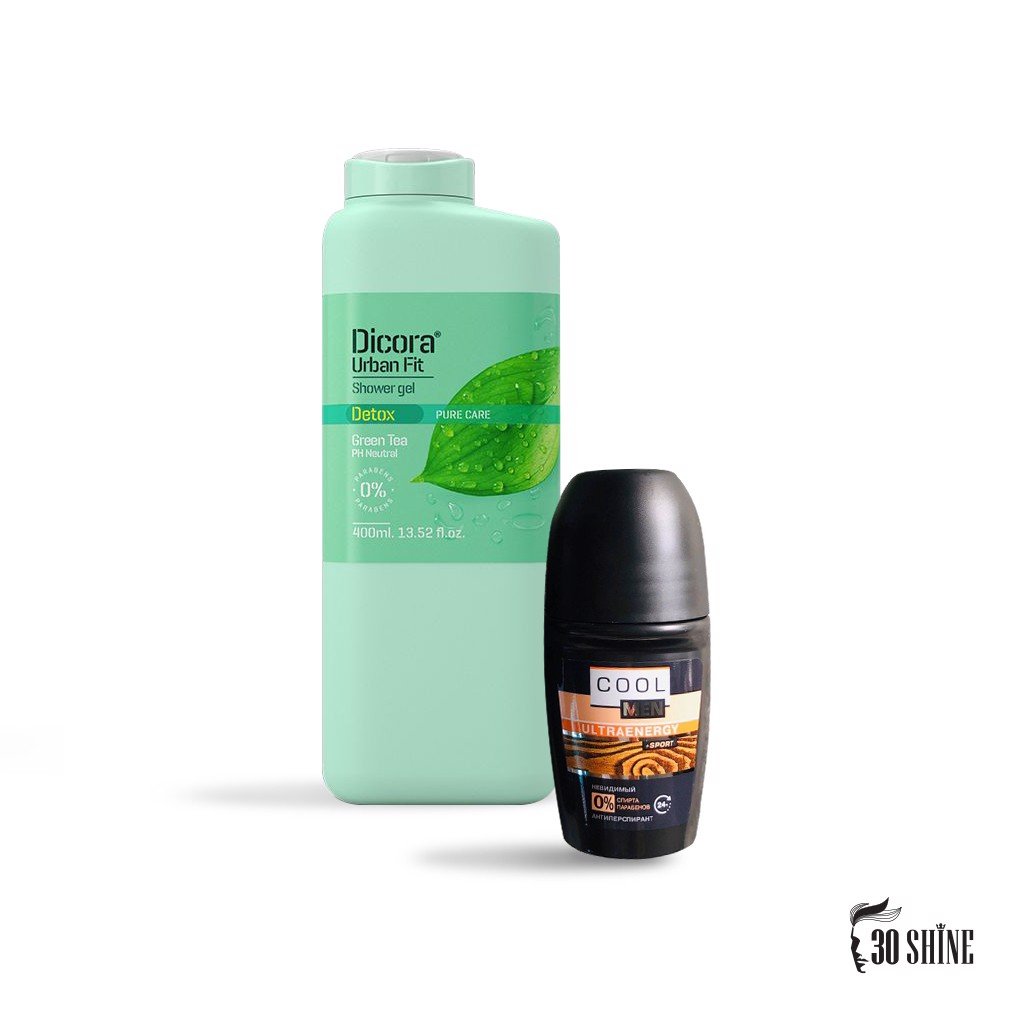 Dicora®
Urban Fit
Shower gel
Detox PURE CARE
Green Tea
PH Neutral
PARABENS
0%
PARABENS
400ml. 13.52 fl.oz.
COOL
MEN
ULTRAENERGY
+SPORT
НЕВИДИМЫЙ
0% СПИРТА
ПАРАБЕНОВ
24ч
АНТИПЕРСПИРАНТ
30 SHINE